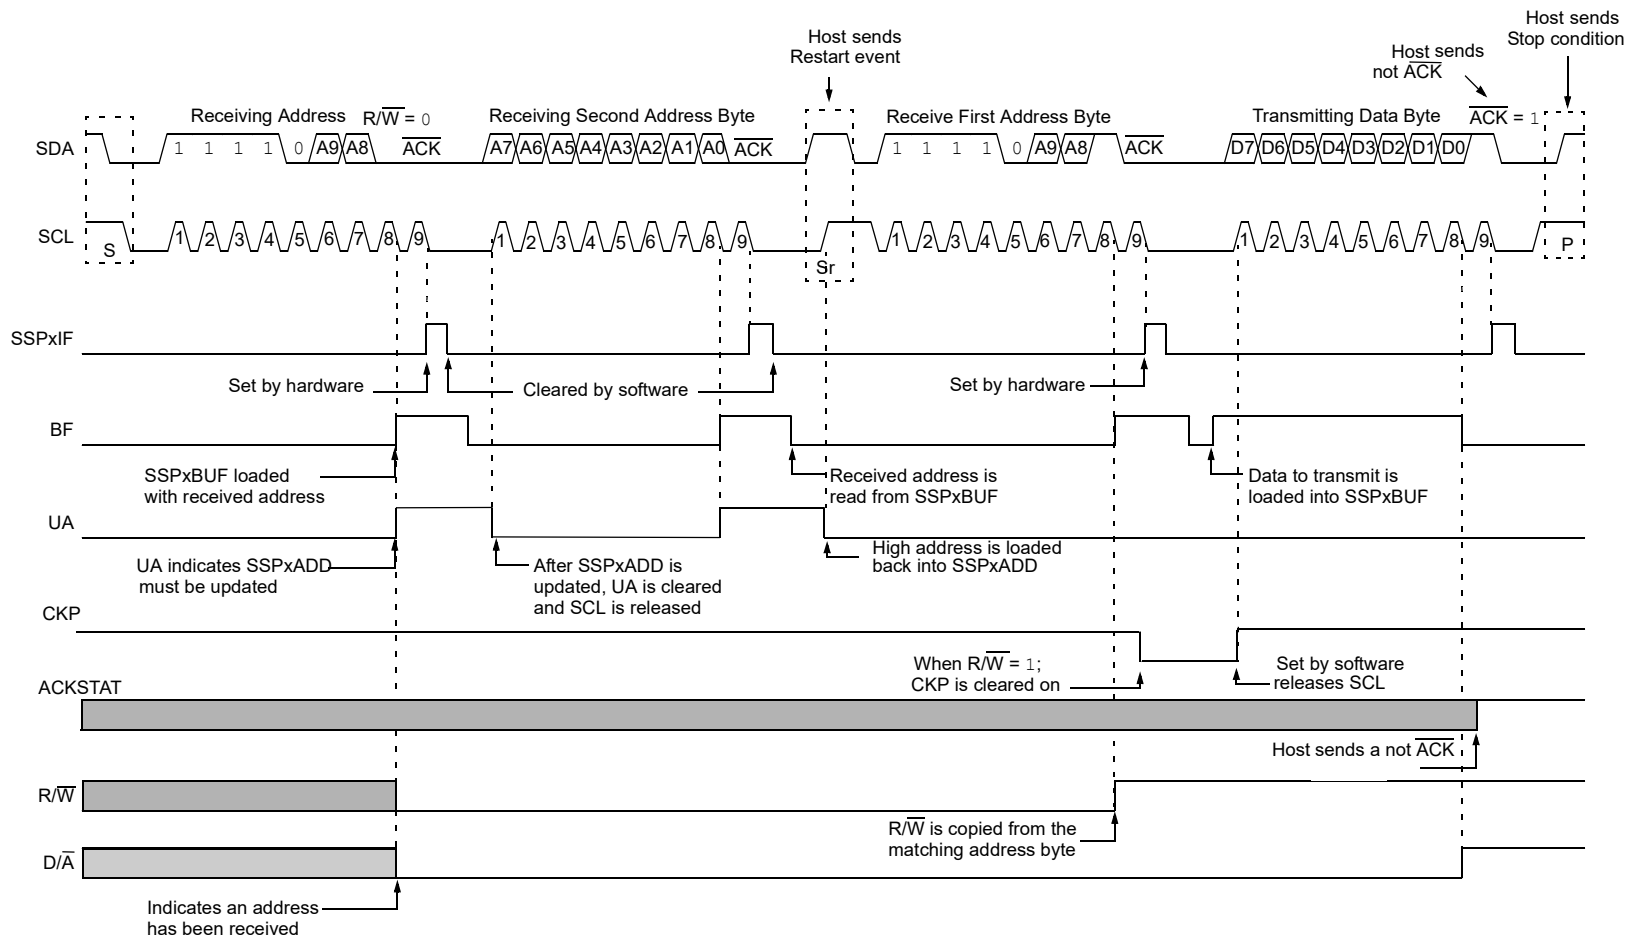 Host sends
Stop condition
Host sends
Restart event
Host sends
not A̅C̅K̅
Receiving Address R/W̅ = 0
Receiving Second Address Byte
Receive First Address Byte
Transmitting Data Byte
A̅C̅K̅ = 1
SDA
1 1 1 1 0 A9 A8 A̅C̅K̅ A7 A6 A5 A4 A3 A2 A1 A0 A̅C̅K̅ 1 1 1 1 0 A9 A8 A̅C̅K̅ D7 D6 D5 D4 D3 D2 D1 D0
SCL
S 1 2 3 4 5 6 7 8 9 1 2 3 4 5 6 7 8 9 Sr 1 2 3 4 5 6 7 8 9 1 2 3 4 5 6 7 8 9 P
SSPxIF
Set by hardware
Cleared by software
Set by hardware
BF
SSPxBUF loaded
with received address
Received address is
read from SSPxBUF
Data to transmit is
loaded into SSPxBUF
UA
UA indicates SSPxADD
must be updated
After SSPxADD is
updated, UA is cleared
and SCL is released
High address is loaded
back into SSPxADD
CKP
When R/W̅ = 1;
CKP is cleared on
Set by software
releases SCL
ACKSTAT
Host sends a not A̅C̅K̅
R/W̅
R/W̅ is copied from the
matching address byte
D/A̅
Indicates an address
has been received